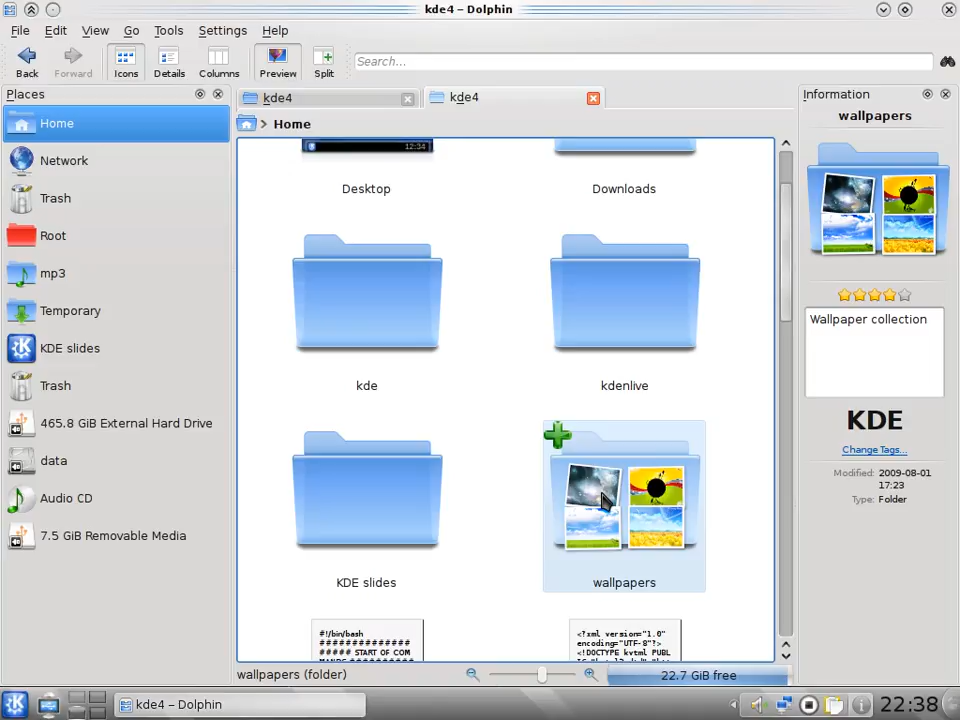 kde4 – Dolphin
File Edit View Go Tools Settings Help
Back Forward Icons Details Columns Preview Split Search...
Places
Home
Network
Trash
Root
mp3
Temporary
KDE slides
Trash
465.8 GiB External Hard Drive
data
Audio CD
7.5 GiB Removable Media
kde4 kde4
Home
12:34
Desktop Downloads
kde kdenlive
KDE slides wallpapers
#!/bin/bash
##############
##### START OF COM
<?xml version="1.0"
encoding="UTF-8"?>
<!DOCTYPE kvtml PUBL
wallpapers (folder)
22.7 GiB free
Information
wallpapers
Wallpaper collection
KDE
Change Tags...
Modified: 2009-08-01
17:23
Type: Folder
kde4 – Dolphin
22:38